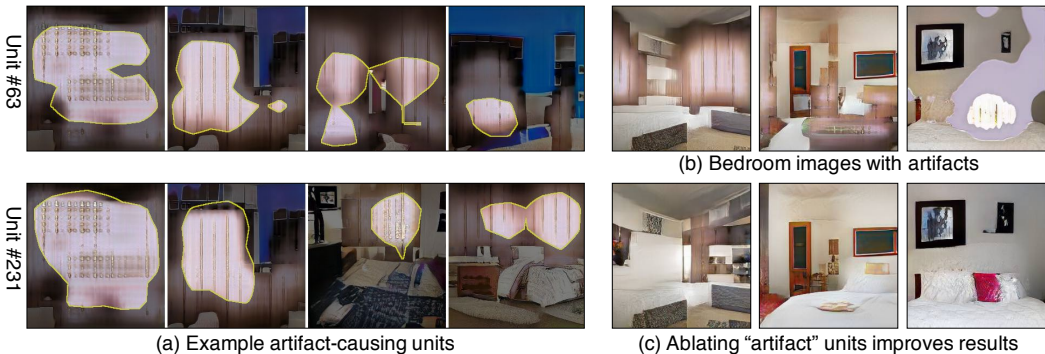 Unit #63
(b) Bedroom images with artifacts
Unit #231
(a) Example artifact-causing units
(c) Ablating “artifact” units improves results